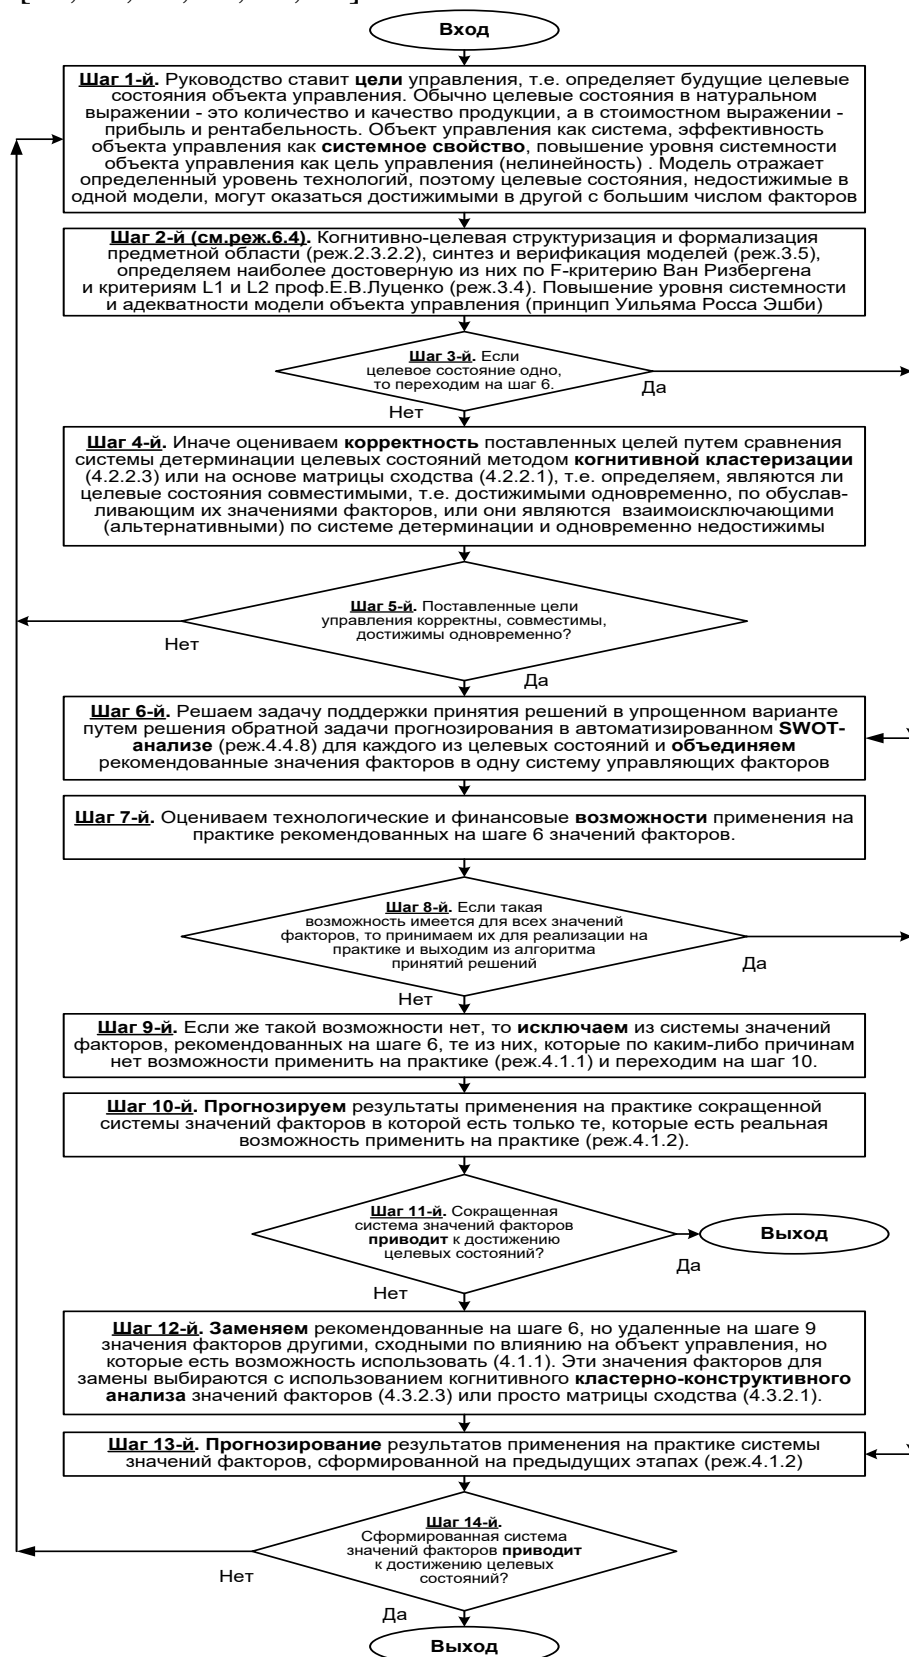 Вход
Шаг 1-й. Руководство ставит цели управления, т.е. определяет будущие целевые
состояния объекта управления. Обычно целевые состояния в натуральном
выражении - это количество и качество продукции, а в стоимостном выражении -
прибыль и рентабельность. Объект управления как система, эффективность
объекта управления как системное свойство, повышение уровня системности
объекта управления как цель управления (нелинейность) . Модель отражает
определенный уровень технологий, поэтому целевые состояния, недостижимые в
одной модели, могут оказаться достижимыми в другой с большим числом факторов
Шаг 2-й (см.реж.6.4). Когнитивно-целевая структуризация и формализация
предметной области (реж.2.3.2.2), синтез и верификация моделей (реж.3.5),
определяем наиболее достоверную из них по F-критерию Ван Ризбергена
и критериям L1 и L2 проф.Е.В.Луценко (реж.3.4). Повышение уровня системности
и адекватности модели объекта управления (принцип Уильяма Росса Эшби)
Шаг 3-й. Если
целевое состояние одно,
то переходим на шаг 6.
Да
Нет
Шаг 4-й. Иначе оцениваем корректность поставленных целей путем сравнения
системы детерминации целевых состояний методом когнитивной кластеризации
(4.2.2.3) или на основе матрицы сходства (4.2.2.1), т.е. определяем, являются ли
целевые состояния совместимыми, т.е. достижимыми одновременно, по обуслав-
ливающим их значениями факторов, или они являются взаимоисключающими
(альтернативными) по системе детерминации и одновременно недостижимы
Шаг 5-й. Поставленные цели
управления корректны, совместимы,
достижимы одновременно?
Нет
Да
Шаг 6-й. Решаем задачу поддержки принятия решений в упрощенном варианте
путем решения обратной задачи прогнозирования в автоматизированном SWOT-
анализе (реж.4.4.8) для каждого из целевых состояний и объединяем
рекомендованные значения факторов в одну систему управляющих факторов
Шаг 7-й. Оцениваем технологические и финансовые возможности применения на
практике рекомендованных на шаге 6 значений факторов.
Шаг 8-й. Если такая
возможность имеется для всех значений
факторов, то принимаем их для реализации на
практике и выходим из алгоритма
принятий решений
Да
Нет
Шаг 9-й. Если же такой возможности нет, то исключаем из системы значений
факторов, рекомендованных на шаге 6, те из них, которые по каким-либо причинам
нет возможности применить на практике (реж.4.1.1) и переходим на шаг 10.
Шаг 10-й. Прогнозируем результаты применения на практике сокращенной
системы значений факторов в которой есть только те, которые есть реальная
возможность применить на практике (реж.4.1.2).
Шаг 11-й. Сокращенная
система значений факторов
приводит к достижению
целевых состояний?
Выход
Да
Нет
Шаг 12-й. Заменяем рекомендованные на шаге 6, но удаленные на шаге 9
значения факторов другими, сходными по влиянию на объект управления, но
которые есть возможность использовать (4.1.1). Эти значения факторов для
замены выбираются с использованием когнитивного кластерно-конструктивного
анализа значений факторов (4.3.2.3) или просто матрицы сходства (4.3.2.1).
Шаг 13-й. Прогнозирование результатов применения на практике системы
значений факторов, сформированной на предыдущих этапах (реж.4.1.2)
Шаг 14-й.
Сформированная система
значений факторов приводит
к достижению целевых
состояний?
Нет
Да
Выход